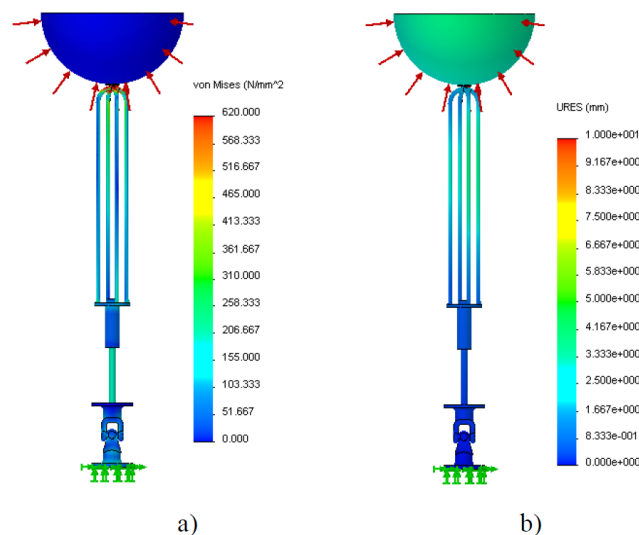 von Mises (N/mm^2
620.000
568.333
516.667
465.000
413.333
361.667
310.000
258.333
206.667
155.000
103.333
51.667
0.000
a)
URES (mm)
1.000e+001
9.167e+000
8.333e+000
7.500e+000
6.667e+000
5.833e+000
5.000e+000
4.167e+000
3.333e+000
2.500e+000
1.667e+000
8.333e-001
0.000e+000
b)